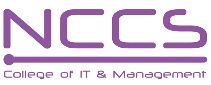 NCCS
College of IT & Management